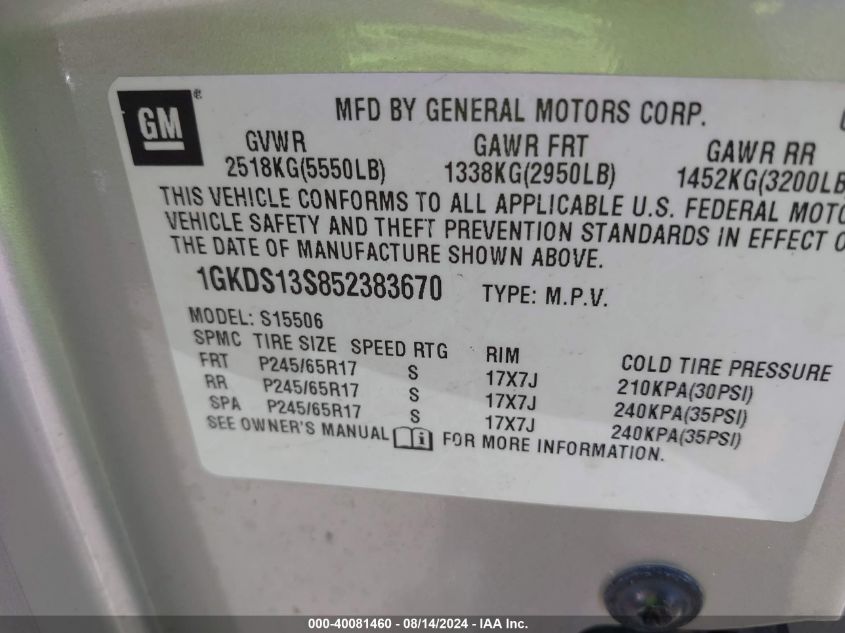 GM ®
MFD BY GENERAL MOTORS CORP.
GVWR GAWR FRT GAWR RR
2518KG(5550LB) 1338KG(2950LB) 1452KG(3200LB
THIS VEHICLE CONFORMS TO ALL APPLICABLE U.S. FEDERAL MOTO
VEHICLE SAFETY AND THEFT PREVENTION STANDARDS IN EFFECT O
THE DATE OF MANUFACTURE SHOWN ABOVE.
1GKDS13S852383670 TYPE: M.P.V.
MODEL: S15506
SPMC TIRE SIZE SPEED RTG RIM COLD TIRE PRESSURE
FRT P245/65R17 S 17X7J 210KPA(30PSI)
RR P245/65R17 S 17X7J 240KPA(35PSI)
SPA P245/65R17 S 17X7J 240KPA(35PSI)
SEE OWNER'S MANUAL i FOR MORE INFORMATION.
000-40081460 - 08/14/2024 - IAA Inc.